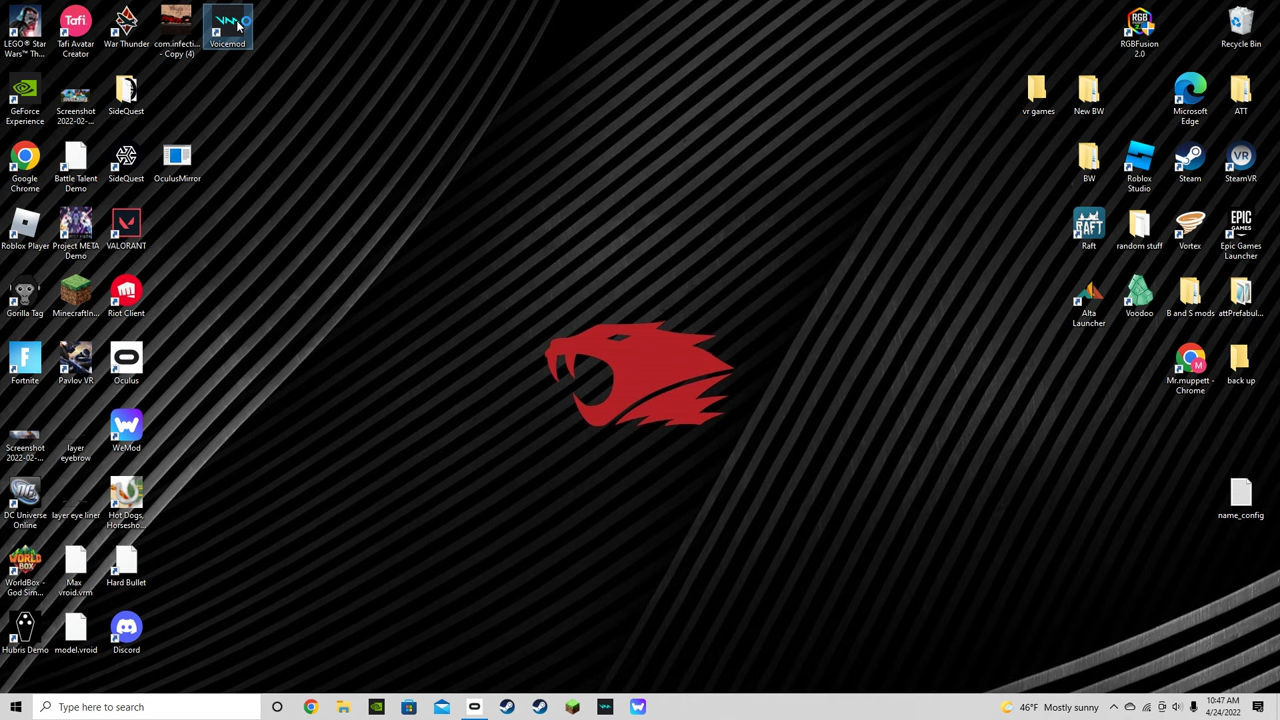 LEGO® Star
Wars™ Th...
Tafi Avatar
Creator
War Thunder
com.infecti...
- Copy (4)
Voicemod
RGBFusion
2.0
Recycle Bin
GeForce
Experience
Screenshot
2022-02-...
SideQuest
vr games
New BW
Microsoft
Edge
ATT
Google
Chrome
Battle Talent
Demo
SideQuest
OculusMirror
BW
Roblox
Studio
Steam
SteamVR
Roblox Player
Project META
Demo
VALORANT
RAFT
Raft
random stuff
Vortex
EPIC
GAMES
Epic Games
Launcher
Gorilla Tag
MinecraftIn...
Riot Client
Alta
Launcher
Voodoo
B and S mods
attPrefabul...
Fortnite
Pavlov VR
Oculus
Mr.muppett -
Chrome
back up
Screenshot
2022-02-...
layer
eyebrow
WeMod
DC Universe
Online
layer eye liner
Hot Dogs,
Horsesho...
name_config
WORLD
BOX
WorldBox -
God Sim...
Max
vroid.vrm
Hard Bullet
Hubris Demo
model.vroid
Discord
Type here to search
46°F Mostly sunny
10:47 AM
4/24/2022